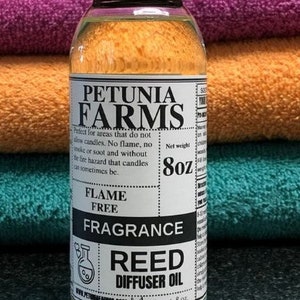 PETUNIA
FARMS
Perfect for areas that do not
allow candles. No flame, no
smoke or soot and without
the fire hazard that candles
can sometimes be.
Net weight
8oz
FLAME
FREE
FRAGRANCE
REED
DIFFUSER OIL